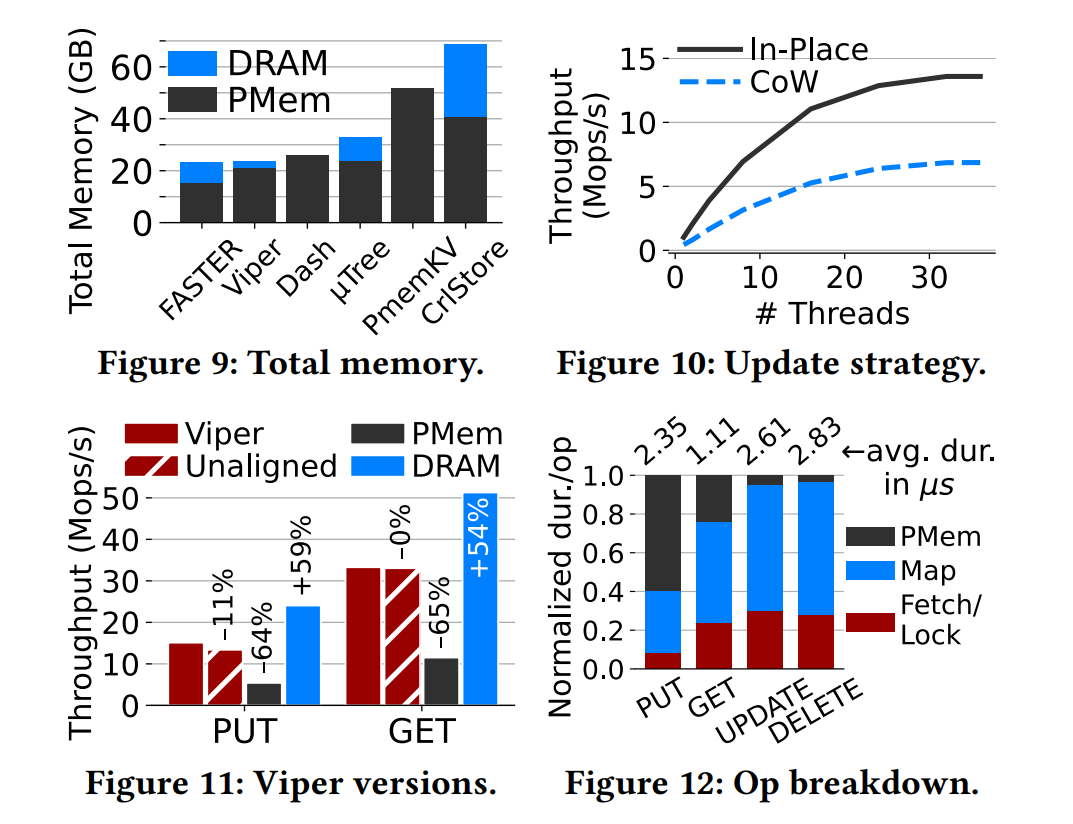 Total Memory (GB)
60
40
20
0
DRAM
PMem
FASTER
Viper
Dash
µTree
PmemKV
CrlStore
Figure 9: Total memory.
Throughput
(Mops/s)
15
10
5
0
In-Place
CoW
0 10 20 30
# Threads
Figure 10: Update strategy.
Viper
Unaligned
PMem
DRAM
Throughput (Mops/s)
50
40
30
20
10
0
–11%
–64%
+59%
–0%
–65%
+54%
PUT GET
Figure 11: Viper versions.
2.35 1.11 2.61 2.83 ←avg. dur.
in µs
Normalized dur./op
1.0
0.8
0.6
0.4
0.2
0.0
PMem
Map
Fetch/
Lock
PUT
GET
UPDATE
DELETE
Figure 12: Op breakdown.